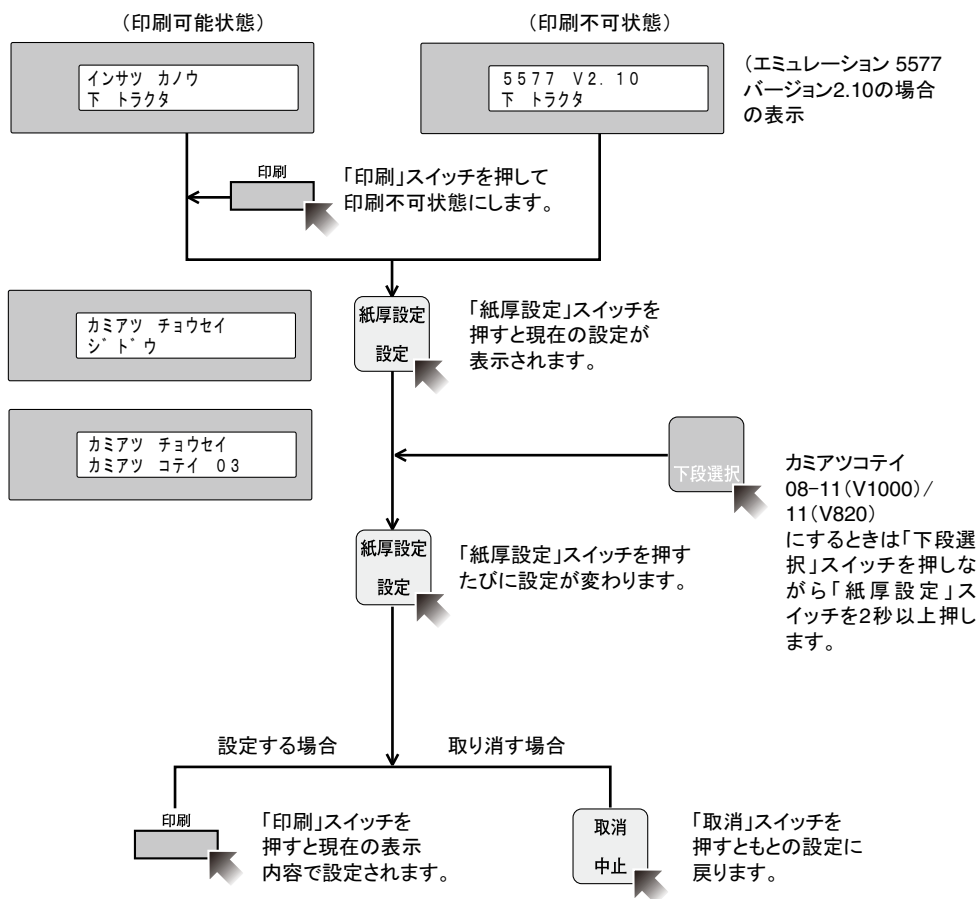 （印刷可能状態）
（印刷不可状態）
インサツ カノウ
下 トラクタ
5577 V2.10
下 トラクタ
（エミュレーション 5577
バージョン2.10の場合
の表示
印刷
「印刷」スイッチを押して
印刷不可状態にします。
カミアツ チョウセイ
ジドウ
紙厚設定
設定
「紙厚設定」スイッチを
押すと現在の設定が
表示されます。
カミアツ チョウセイ
カミアツ コテイ 03
下段選択
カミアツコテイ
08-11（V1000）/
11（V820）
にするときは「下段選
択」スイッチを押しな
がら「紙厚設定」ス
イッチを2秒以上押し
ます。
紙厚設定
設定
「紙厚設定」スイッチを押す
たびに設定が変わります。
設定する場合
取り消す場合
印刷
「印刷」スイッチを
押すと現在の表示
内容で設定されます。
取消
中止
「取消」スイッチを
押すともとの設定に
戻ります。